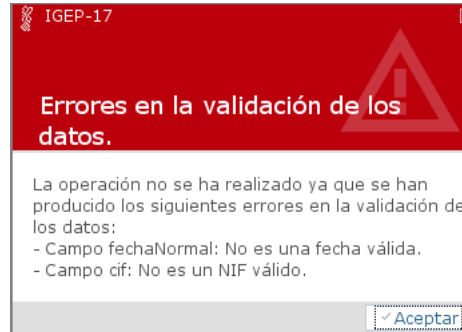 IGEP-17
Errores en la validación de los
datos.
La operación no se ha realizado ya que se han
producido los siguientes errores en la validación de
los datos:
- Campo fechaNormal: No es una fecha válida.
- Campo cif: No es un NIF válido.
Aceptar